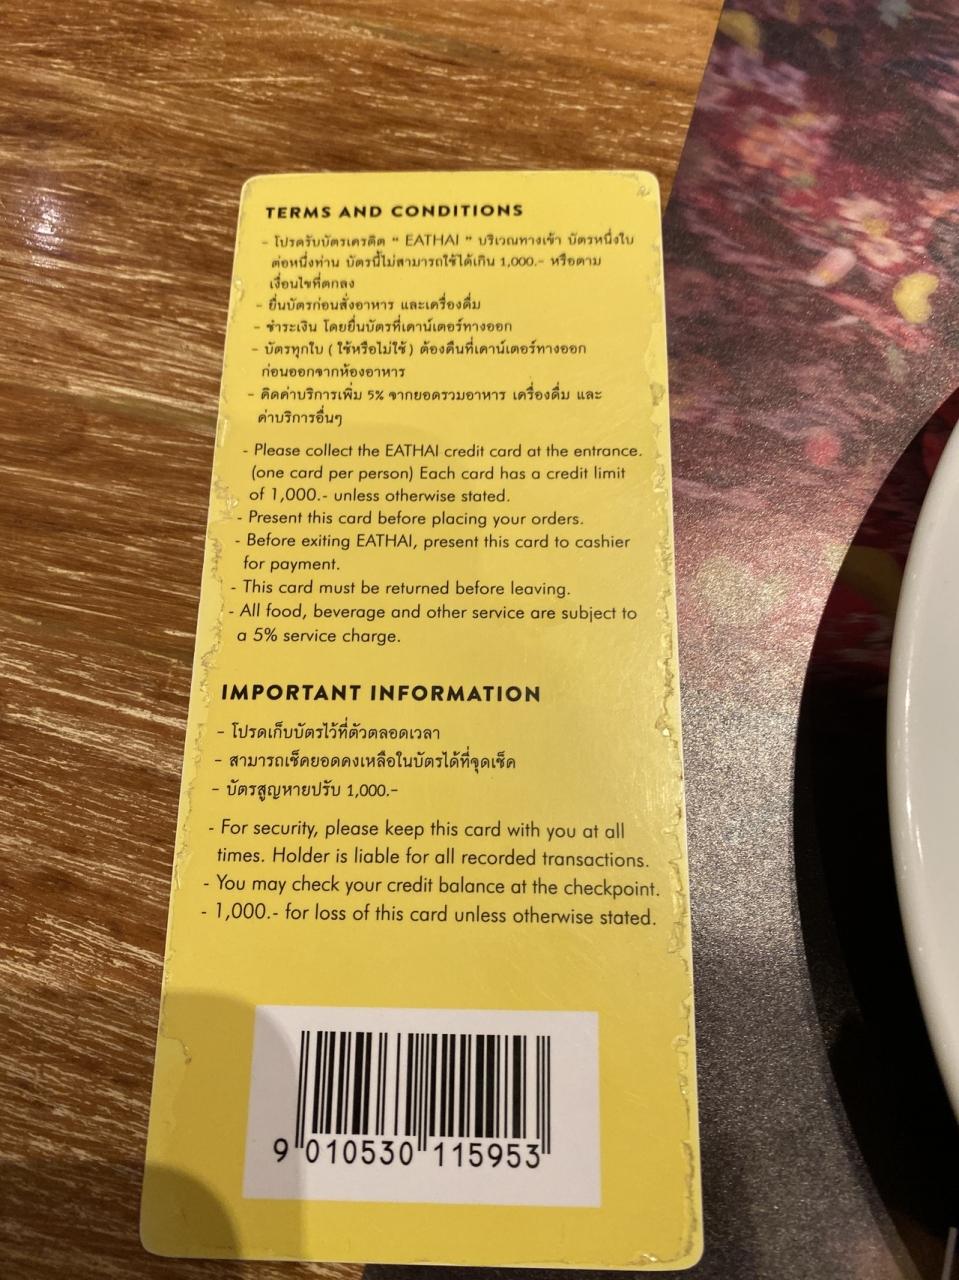 TERMS AND CONDITIONS
- โปรดรับบัตรเครดิต “ EATHAI ” บริเวณทางเข้า บัตรหนึ่งใบ
ต่อหนึ่งท่าน บัตรนี้ไม่สามารถใช้ได้เกิน 1,000.- หรือตาม
เงื่อนไขที่ตกลง
- ยื่นบัตรก่อนสั่งอาหาร และเครื่องดื่ม
- ชำระเงิน โดยยื่นบัตรที่เคาน์เตอร์ทางออก
- บัตรทุกใบ ( ใช้หรือไม่ใช้ ) ต้องคืนที่เคาน์เตอร์ทางออก
ก่อนออกจากห้องอาหาร
- คิดค่าบริการเพิ่ม 5% จากยอดรวมอาหาร เครื่องดื่ม และ
ค่าบริการอื่นๆ
- Please collect the EATHAI credit card at the entrance.
(one card per person) Each card has a credit limit
of 1,000.- unless otherwise stated.
- Present this card before placing your orders.
- Before exiting EATHAI, present this card to cashier
for payment.
- This card must be returned before leaving.
- All food, beverage and other service are subject to
a 5% service charge.
IMPORTANT INFORMATION
- โปรดเก็บบัตรไว้ที่ตัวตลอดเวลา
- สามารถเช็คยอดคงเหลือในบัตรได้ที่จุดเช็ค
- บัตรสูญหายปรับ 1,000.-
- For security, please keep this card with you at all
times. Holder is liable for all recorded transactions.
- You may check your credit balance at the checkpoint.
- 1,000.- for loss of this card unless otherwise stated.
9 010530 115953